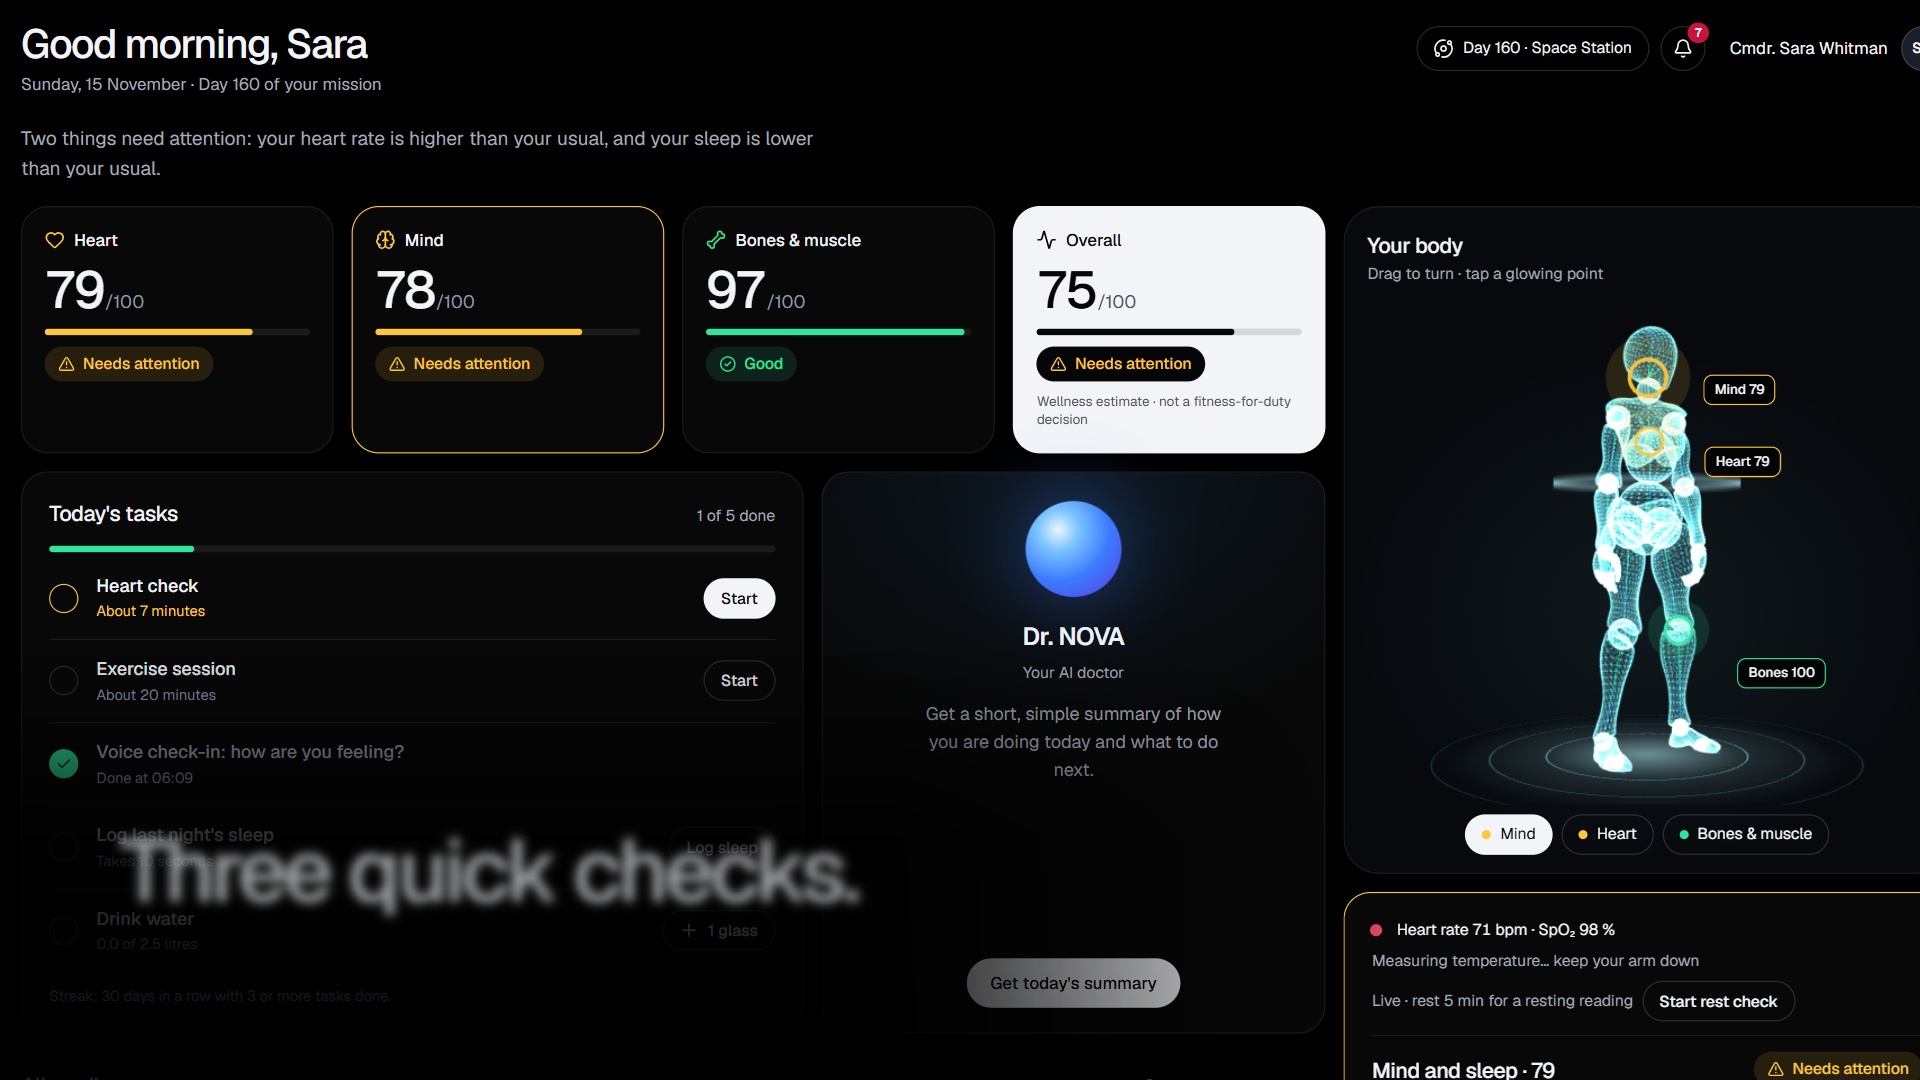 Good morning, Sara
Sunday, 15 November · Day 160 of your mission
Day 160 · Space Station
7
Cmdr. Sara Whitman
S
Two things need attention: your heart rate is higher than your usual, and your sleep is lower
than your usual.
Heart
79/100
Needs attention
Mind
78/100
Needs attention
Bones & muscle
97/100
Good
Overall
75/100
Needs attention
Wellness estimate · not a fitness-for-duty
decision
Today's tasks
1 of 5 done
Heart check
About 7 minutes
Start
Exercise session
About 20 minutes
Start
Voice check-in: how are you feeling?
Done at 06:09
Log last night's sleep
Takes 10 seconds
Log sleep
Three quick checks.
Drink water
0.0 of 2.5 litres
1 glass
Streak: 30 days in a row with 3 or more tasks done.
Dr. NOVA
Your AI doctor
Get a short, simple summary of how
you are doing today and what to do
next.
Get today's summary
Your body
Drag to turn · tap a glowing point
Mind 79
Heart 79
Bones 100
Mind
Heart
Bones & muscle
Heart rate 71 bpm · SpO₂ 98 %
Measuring temperature... keep your arm down
Live · rest 5 min for a resting reading
Start rest check
Mind and sleep · 79
Needs attention